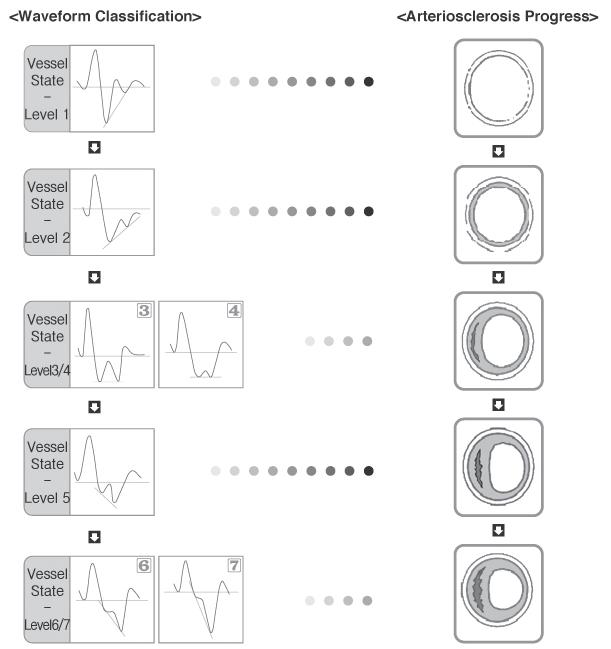 <Waveform Classification>
<Arteriosclerosis Progress>
Vessel
State
–
Level 1
Vessel
State
–
Level 2
Vessel
State
–
Level3/4
3
4
Vessel
State
–
Level 5
Vessel
State
–
Level6/7
6
7